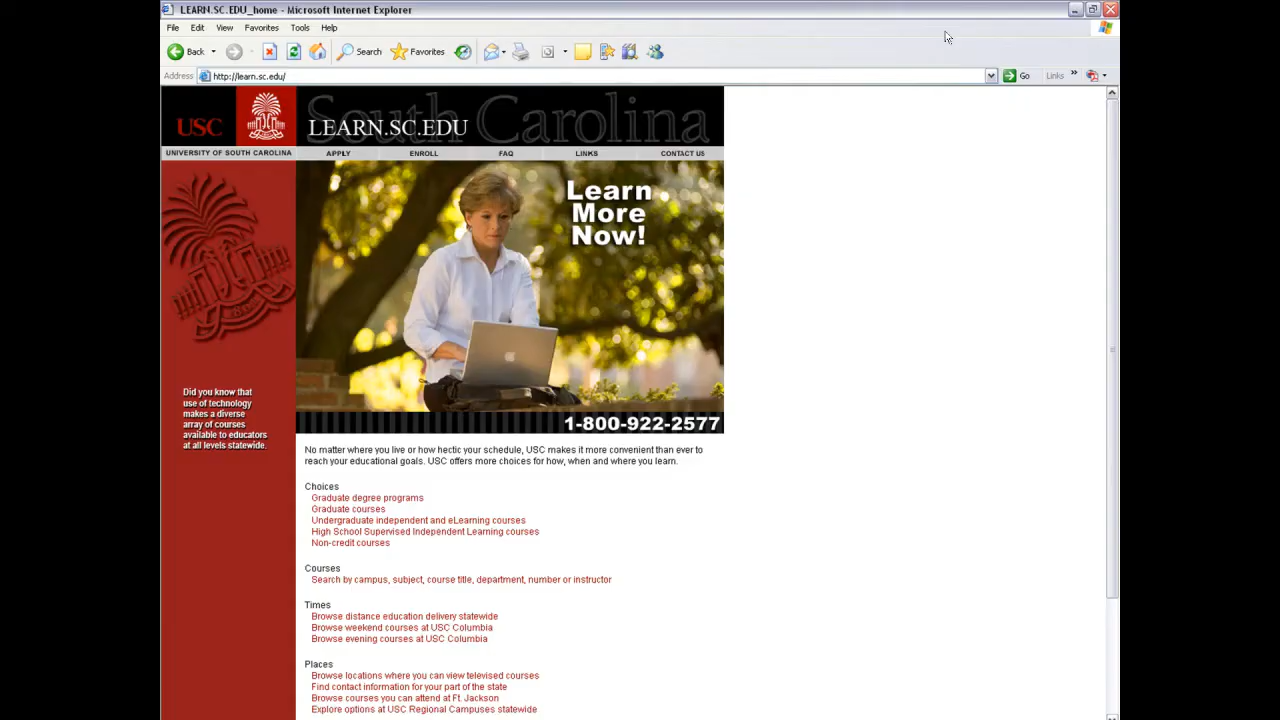 LEARN.SC.EDU_home - Microsoft Internet Explorer
File Edit View Favorites Tools Help
Back Search Favorites
Address http://learn.sc.edu/ Go Links »
South Carolina
USC LEARN.SC.EDU
UNIVERSITY OF SOUTH CAROLINA APPLY ENROLL FAQ LINKS CONTACT US
Learn
More
Now!
Did you know that
use of technology
makes a diverse
array of courses
available to educators
at all levels statewide.
1-800-922-2577
No matter where you live or how hectic your schedule, USC makes it more convenient than ever to
reach your educational goals. USC offers more choices for how, when and where you learn.
Choices
Graduate degree programs
Graduate courses
Undergraduate independent and eLearning courses
High School Supervised Independent Learning courses
Non-credit courses
Courses
Search by campus, subject, course title, department, number or instructor
Times
Browse distance education delivery statewide
Browse weekend courses at USC Columbia
Browse evening courses at USC Columbia
Places
Browse locations where you can view televised courses
Find contact information for your part of the state
Browse courses you can attend at Ft. Jackson
Explore options at USC Regional Campuses statewide